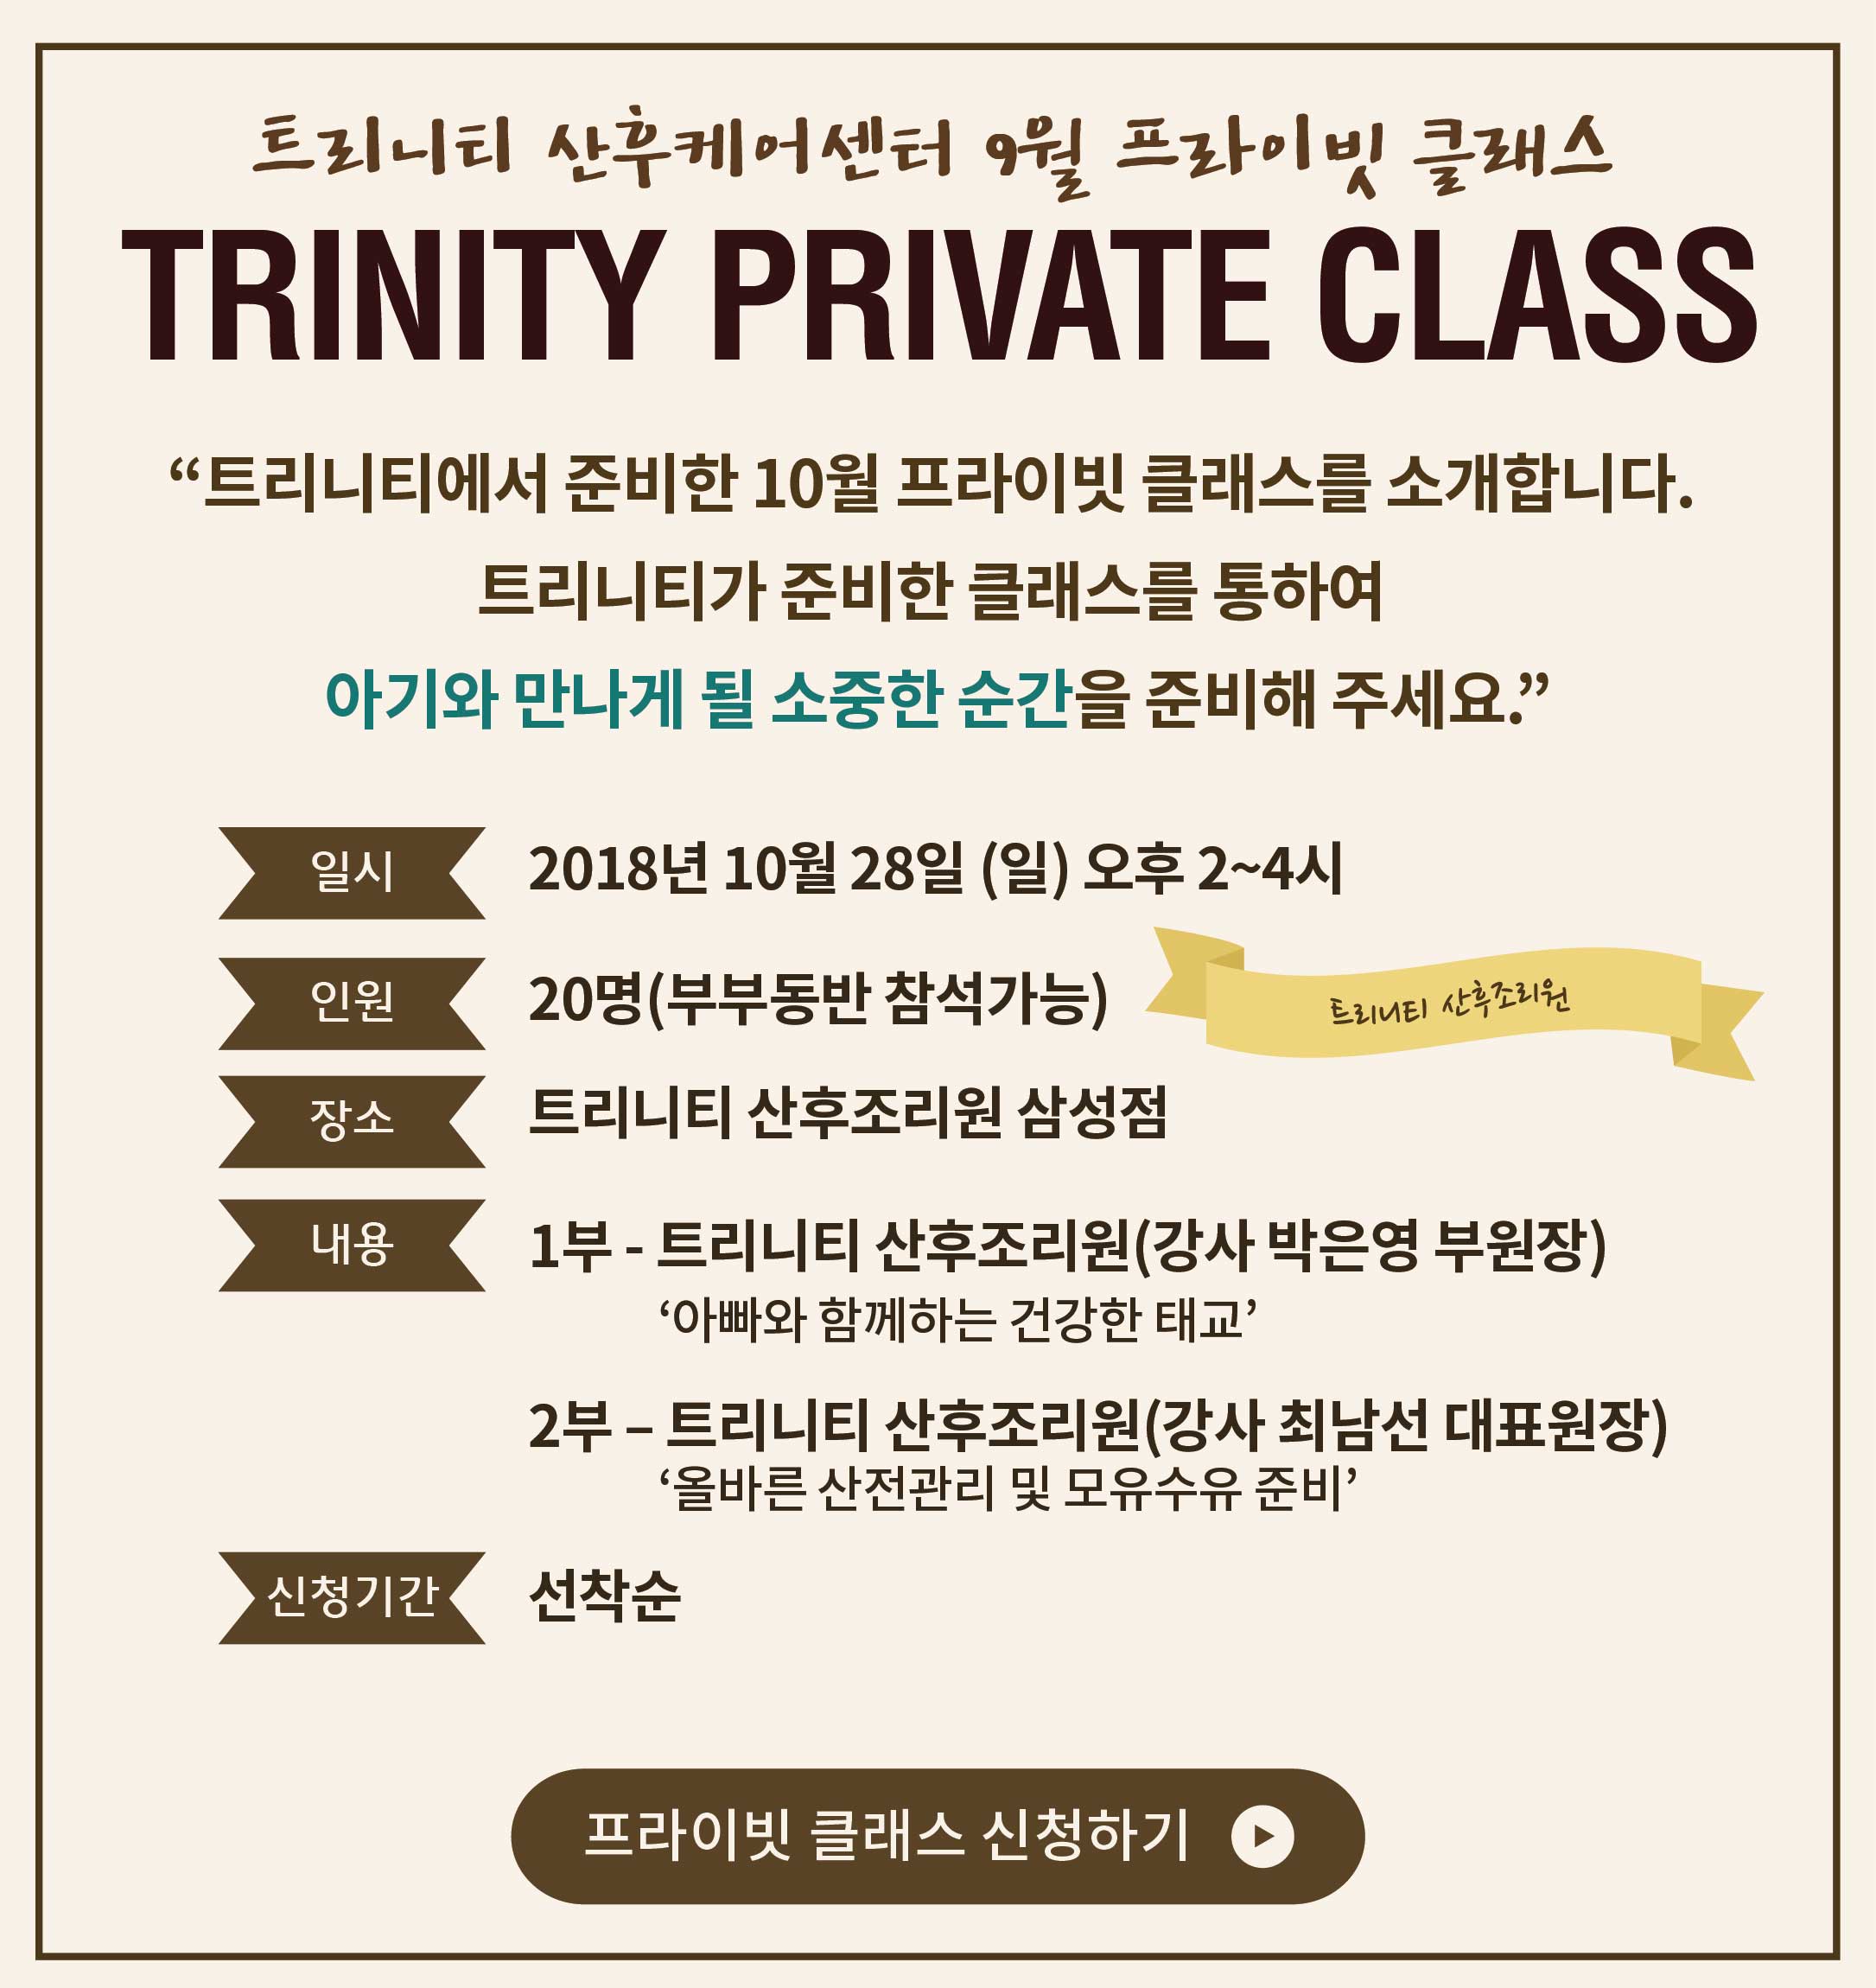 트리니티 산후케어센터 9월 프라이빗 클래스
TRINITY PRIVATE CLASS
“트리니티에서 준비한 10월 프라이빗 클래스를 소개합니다.
트리니티가 준비한 클래스를 통하여
아기와 만나게 될 소중한 순간을 준비해 주세요.”
일시 2018년 10월 28일 (일) 오후 2~4시
인원 20명(부부동반 참석가능)
트리니티 산후조리원
장소 트리니티 산후조리원 삼성점
내용 1부 - 트리니티 산후조리원(강사 박은영 부원장)
‘아빠와 함께하는 건강한 태교’
2부 – 트리니티 산후조리원(강사 최남선 대표원장)
‘올바른 산전관리 및 모유수유 준비’
신청기간 선착순
프라이빗 클래스 신청하기